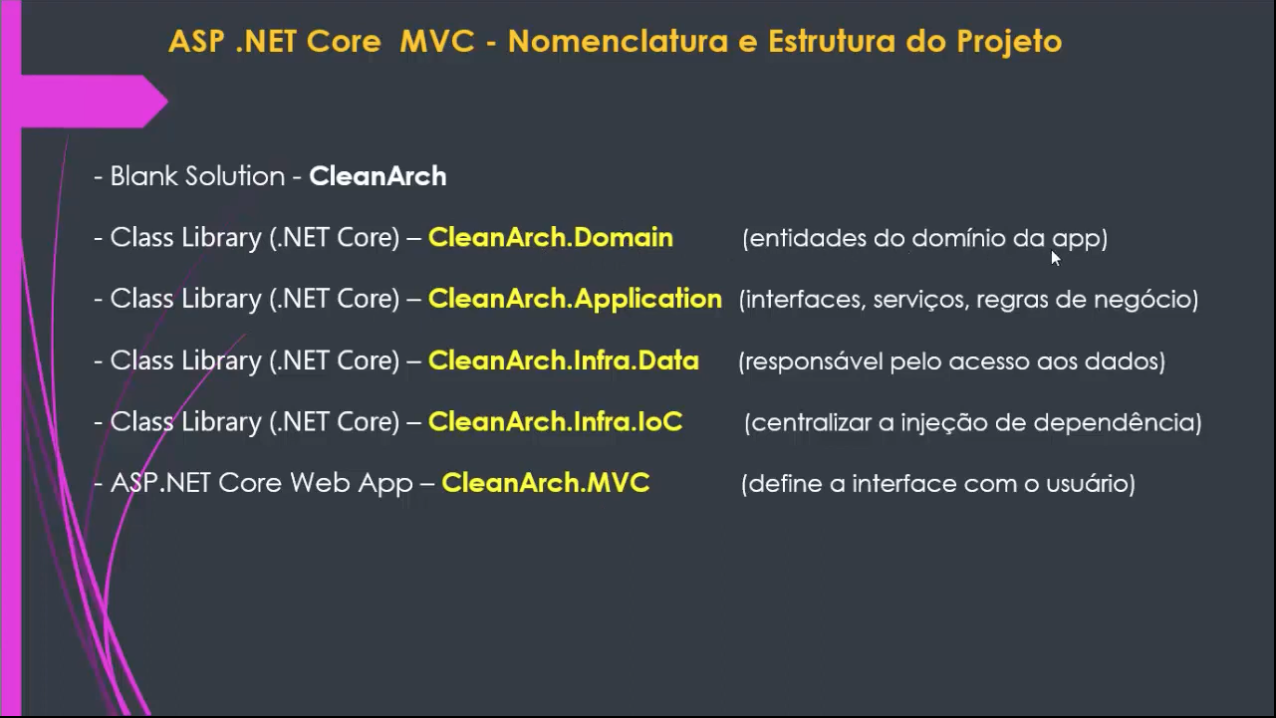 ASP .NET Core MVC - Nomenclatura e Estrutura do Projeto
- Blank Solution - CleanArch
- Class Library (.NET Core) – CleanArch.Domain (entidades do domínio da app)
- Class Library (.NET Core) – CleanArch.Application (interfaces, serviços, regras de negócio)
- Class Library (.NET Core) – CleanArch.Infra.Data (responsável pelo acesso aos dados)
- Class Library (.NET Core) – CleanArch.Infra.IoC (centralizar a injeção de dependência)
- ASP.NET Core Web App – CleanArch.MVC (define a interface com o usuário)